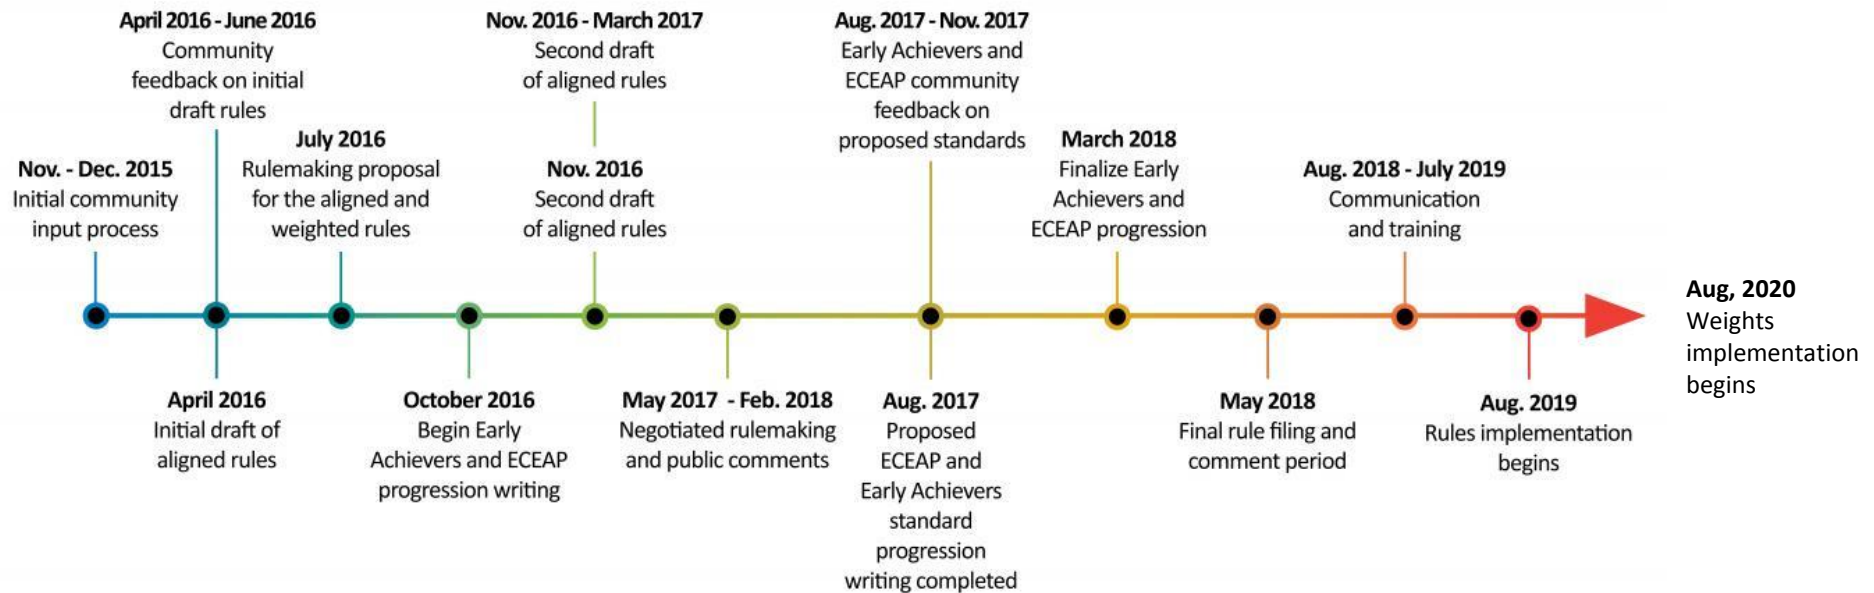 April 2016 - June 2016
Community
feedback on initial
draft rules
Nov. 2016 - March 2017
Second draft
of aligned rules
Aug. 2017 - Nov. 2017
Early Achievers and
ECEAP community
feedback on
proposed standards
Nov. - Dec. 2015
Initial community
input process
July 2016
Rulemaking proposal
for the aligned and
weighted rules
Nov. 2016
Second draft
of aligned rules
March 2018
Finalize Early
Achievers and
ECEAP progression
Aug. 2018 - July 2019
Communication
and training
Aug, 2020
Weights
implementation
begins
April 2016
Initial draft of
aligned rules
October 2016
Begin Early
Achievers and ECEAP
progression writing
May 2017 - Feb. 2018
Negotiated rulemaking
and public comments
Aug. 2017
Proposed
ECEAP and
Early Achievers
standard
progression
writing completed
May 2018
Final rule filing and
comment period
Aug. 2019
Rules implementation
begins